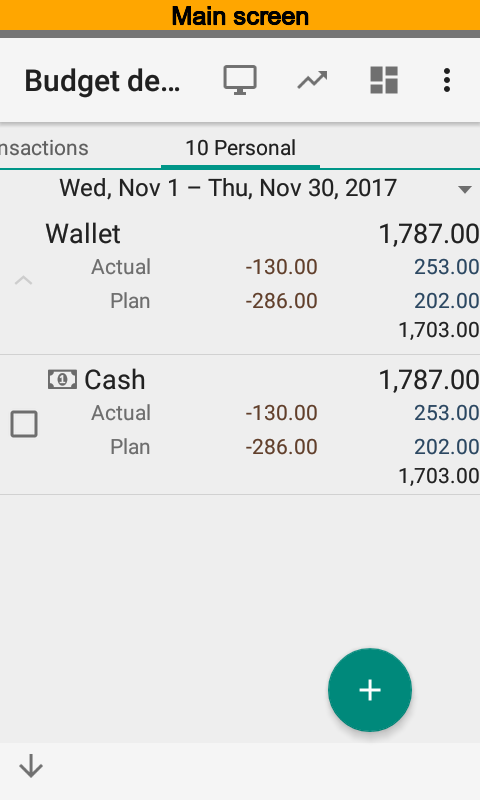 Main screen
Budget de...
nsactions 10 Personal
Wed, Nov 1 – Thu, Nov 30, 2017
Wallet 1,787.00
Actual -130.00 253.00
Plan -286.00 202.00
1,703.00
Cash 1,787.00
Actual -130.00 253.00
Plan -286.00 202.00
1,703.00